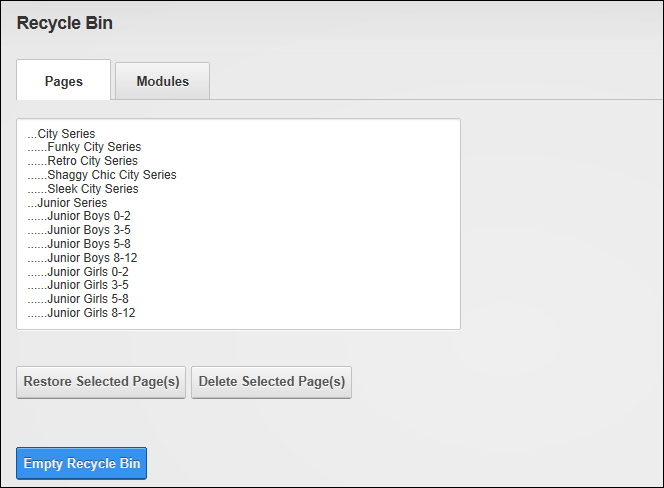 Recycle Bin
Pages Modules
...City Series
......Funky City Series
......Retro City Series
......Shaggy Chic City Series
......Sleek City Series
...Junior Series
......Junior Boys 0-2
......Junior Boys 3-5
......Junior Boys 5-8
......Junior Boys 8-12
......Junior Girls 0-2
......Junior Girls 3-5
......Junior Girls 5-8
......Junior Girls 8-12
Restore Selected Page(s) Delete Selected Page(s)
Empty Recycle Bin